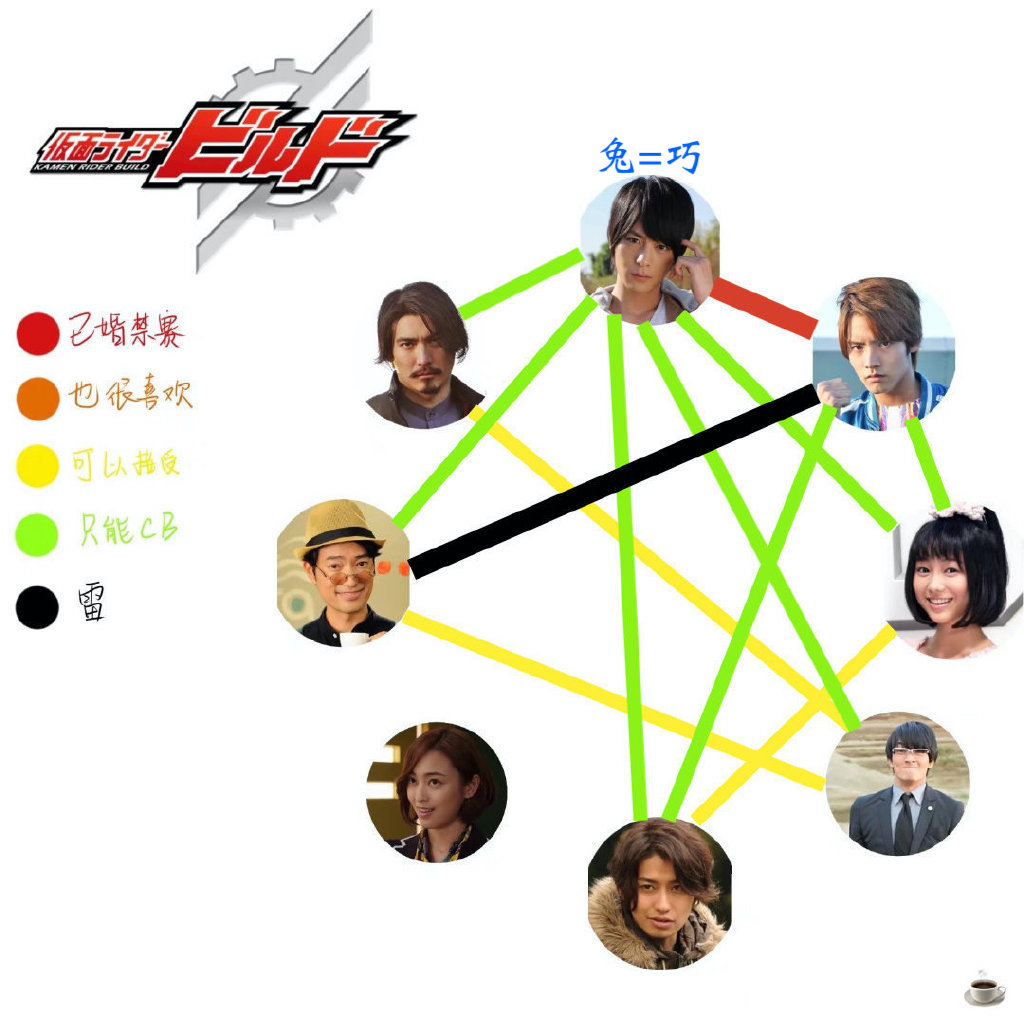 仮面ライダー
ビルド
KAMEN RIDER BUILD
兔=巧
已婚禁赛
也很喜欢
可以接受
只能CB
雷